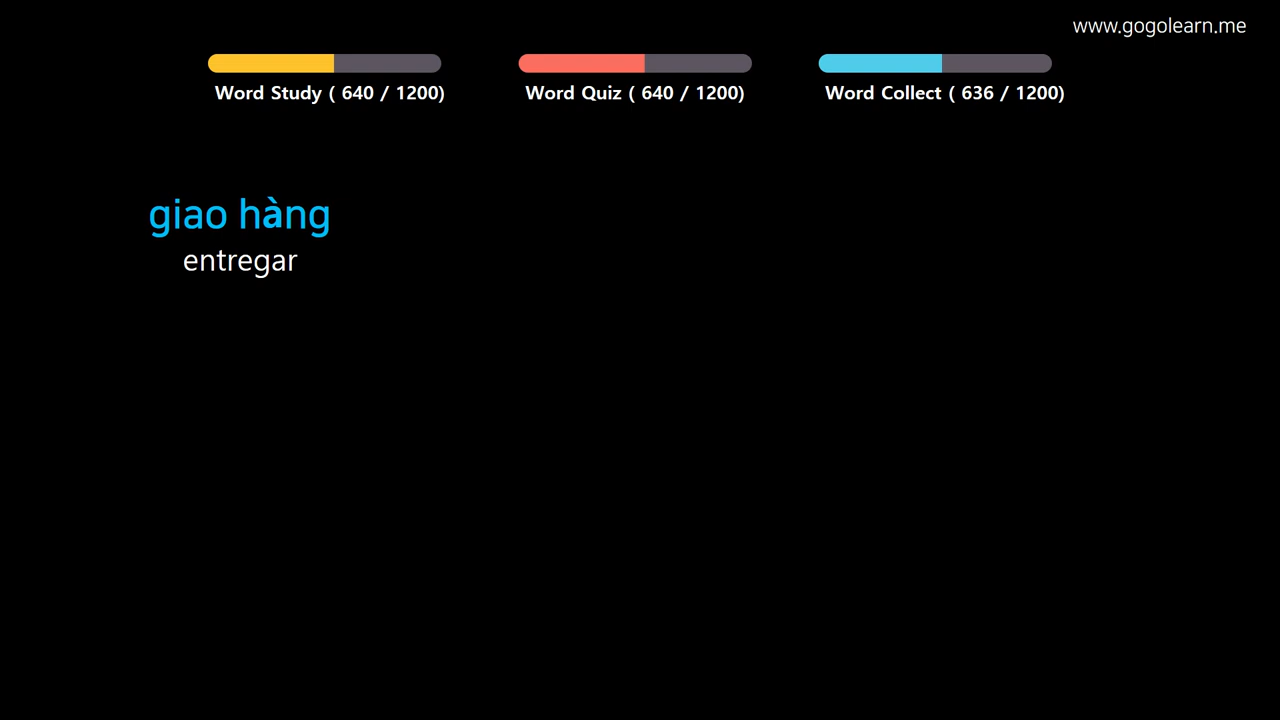 www.gogolearn.me
Word Study ( 640 / 1200)
Word Quiz ( 640 / 1200)
Word Collect ( 636 / 1200)
giao hàng
entregar